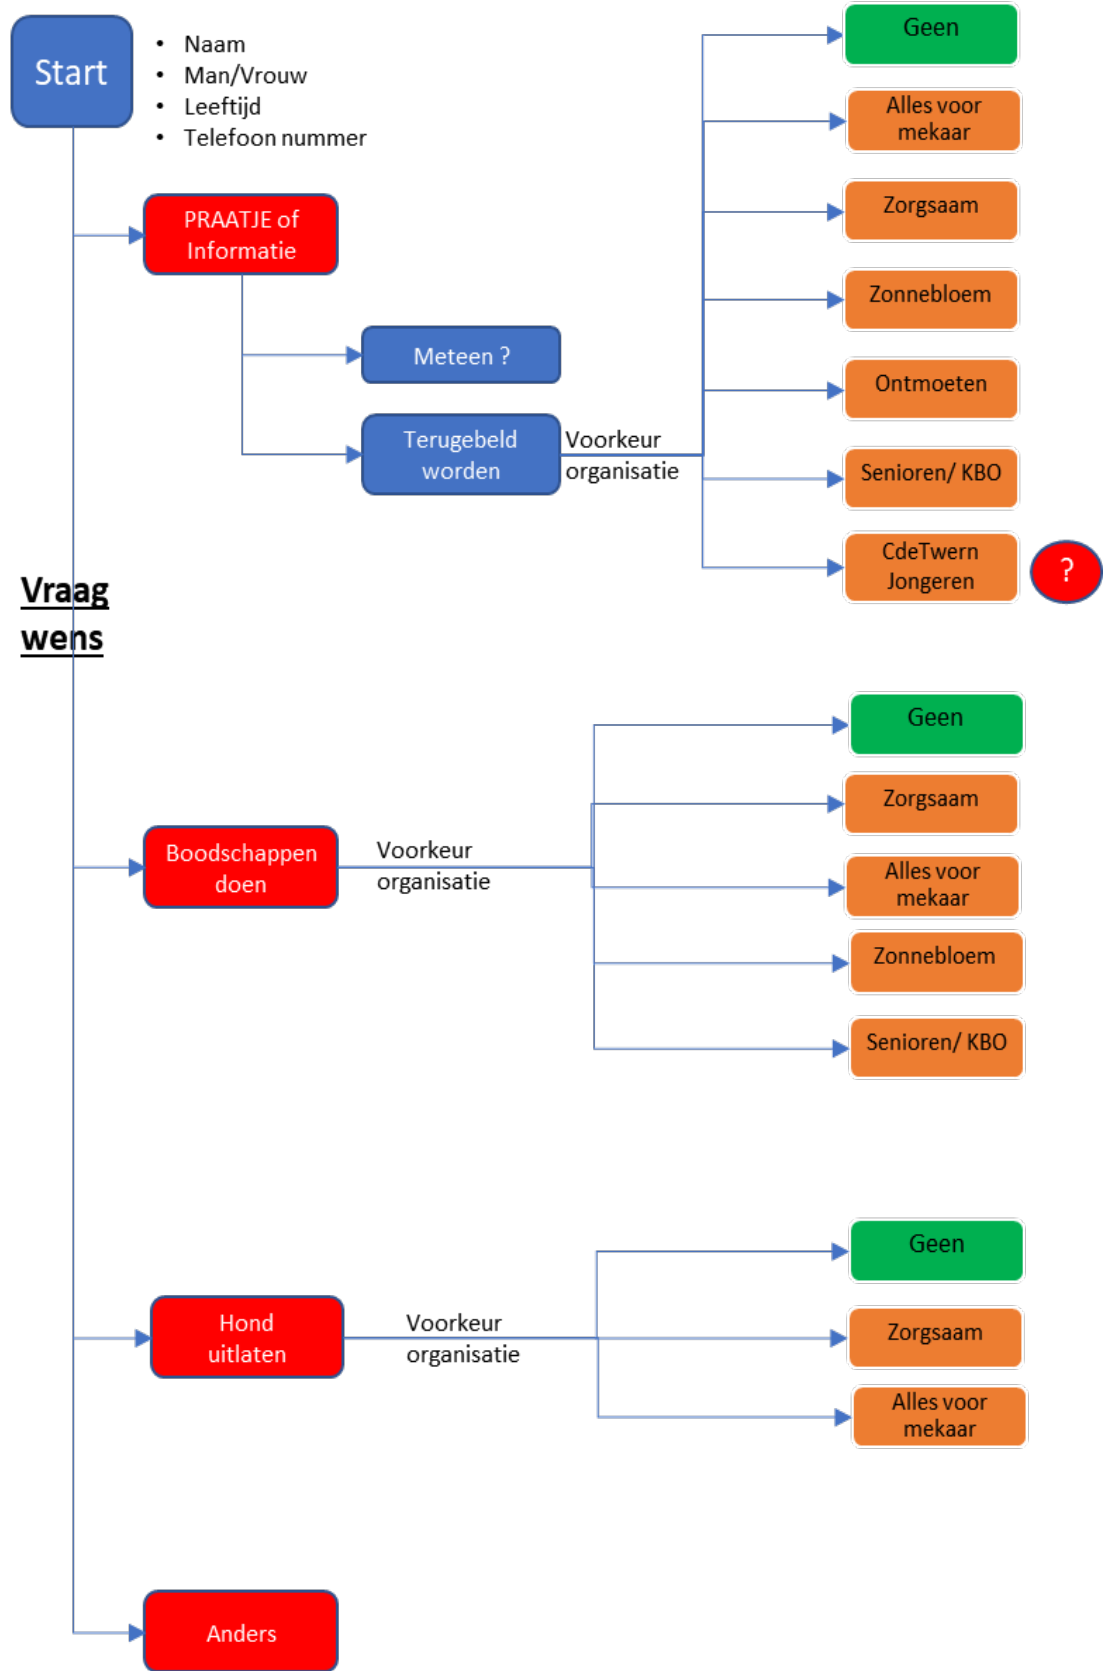 Start
• Naam
• Man/Vrouw
• Leeftijd
• Telefoon nummer
PRAATJE of
Informatie
Meteen ?
Terugebeld
worden
Voorkeur
organisatie
Geen
Alles voor
mekaar
Zorgsaam
Zonnebloem
Ontmoeten
Senioren/ KBO
CdeTwern
Jongeren
?
Vraag
wens
Boodschappen
doen
Voorkeur
organisatie
Geen
Zorgsaam
Alles voor
mekaar
Zonnebloem
Senioren/ KBO
Hond
uitlaten
Voorkeur
organisatie
Geen
Zorgsaam
Alles voor
mekaar
Anders